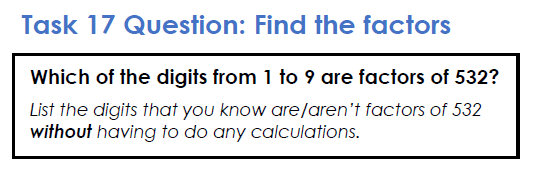 Task 17 Question: Find the factors
Which of the digits from 1 to 9 are factors of 532?
List the digits that you know are/aren't factors of 532
without having to do any calculations.